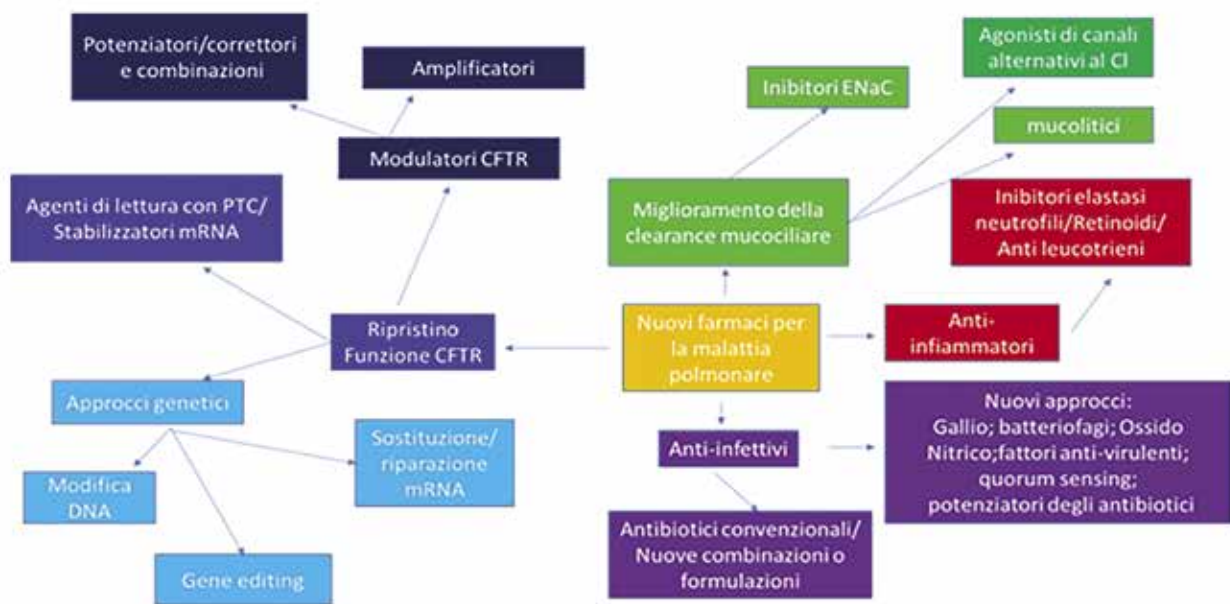 Potenziatori/correttori
e combinazioni
Amplificatori
Modulatori CFTR
Agenti di lettura con PTC/
Stabilizzatori mRNA
Ripristino
Funzione CFTR
Approcci genetici
Modifica
DNA
Sostituzione/
riparazione
mRNA
Gene editing
Inibitori ENaC
Agonisti di canali
alternativi al Cl
mucolitici
Miglioramento della
clearance mucociliare
Inibitori elastasi
neutrofili/Retinoidi/
Anti leucotrieni
Nuovi farmaci per
la malattia
polmonare
Anti-
infiammatori
Anti-infettivi
Nuovi approcci:
Gallio; batteriofagi; Ossido
Nitrico;fattori anti-virulenti;
quorum sensing;
potenziatori degli antibiotici
Antibiotici convenzionali/
Nuove combinazioni o
formulazioni